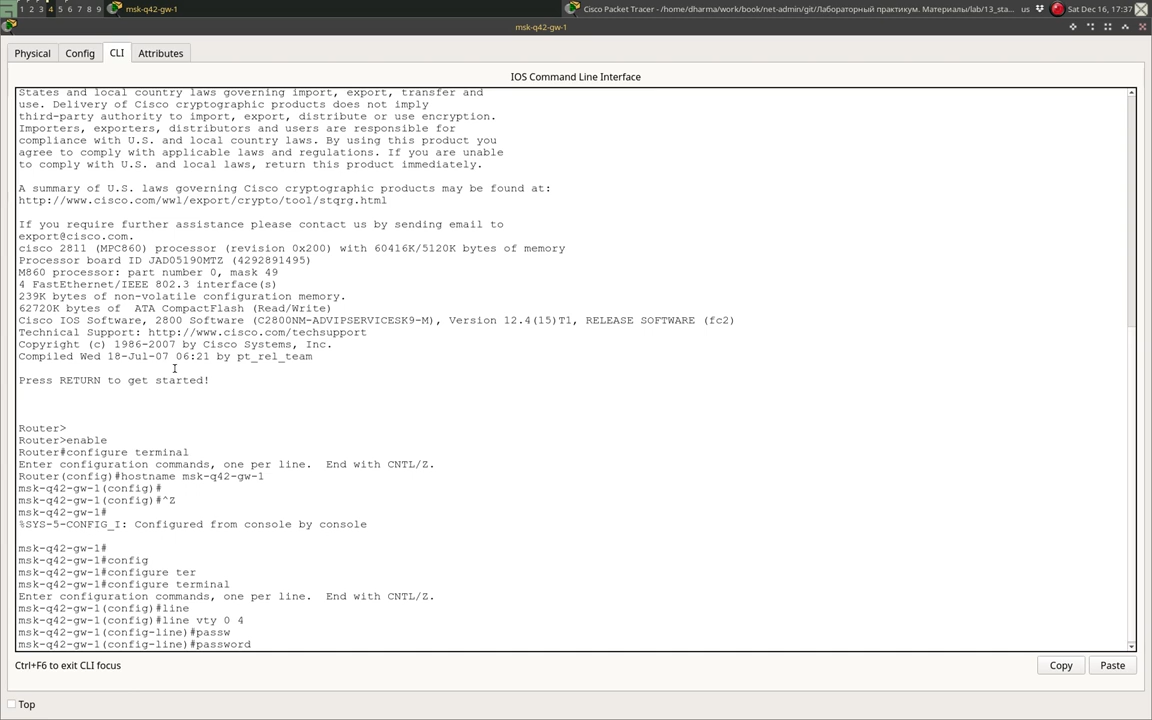 1 2 3 4 5 6 7 8 9 msk-q42-gw-1 Cisco Packet Tracer - /home/dharma/work/book/net-admin/git/Лабораторный практикум. Материалы/lab/13_sta... us Sat Dec 16, 17:37
msk-q42-gw-1
Physical Config CLI Attributes
IOS Command Line Interface
States and local country laws governing import, export, transfer and
use. Delivery of Cisco cryptographic products does not imply
third-party authority to import, export, distribute or use encryption.
Importers, exporters, distributors and users are responsible for
compliance with U.S. and local country laws. By using this product you
agree to comply with applicable laws and regulations. If you are unable
to comply with U.S. and local laws, return this product immediately.
A summary of U.S. laws governing Cisco cryptographic products may be found at:
http://www.cisco.com/wwl/export/crypto/tool/stqrg.html
If you require further assistance please contact us by sending email to
export@cisco.com.
cisco 2811 (MPC860) processor (revision 0x200) with 60416K/5120K bytes of memory
Processor board ID JAD05190MTZ (4292891495)
M860 processor: part number 0, mask 49
4 FastEthernet/IEEE 802.3 interface(s)
239K bytes of non-volatile configuration memory.
62720K bytes of  ATA CompactFlash (Read/Write)
Cisco IOS Software, 2800 Software (C2800NM-ADVIPSERVICESK9-M), Version 12.4(15)T1, RELEASE SOFTWARE (fc2)
Technical Support: http://www.cisco.com/techsupport
Copyright (c) 1986-2007 by Cisco Systems, Inc.
Compiled Wed 18-Jul-07 06:21 by pt_rel_team
Press RETURN to get started!
Router>
Router>enable
Router#configure terminal
Enter configuration commands, one per line.  End with CNTL/Z.
Router(config)#hostname msk-q42-gw-1
msk-q42-gw-1(config)#
msk-q42-gw-1(config)#^Z
msk-q42-gw-1#
%SYS-5-CONFIG_I: Configured from console by console
msk-q42-gw-1#
msk-q42-gw-1#config
msk-q42-gw-1#configure ter
msk-q42-gw-1#configure terminal
Enter configuration commands, one per line.  End with CNTL/Z.
msk-q42-gw-1(config)#line
msk-q42-gw-1(config)#line vty 0 4
msk-q42-gw-1(config-line)#passw
msk-q42-gw-1(config-line)#password
Ctrl+F6 to exit CLI focus Copy Paste
Top